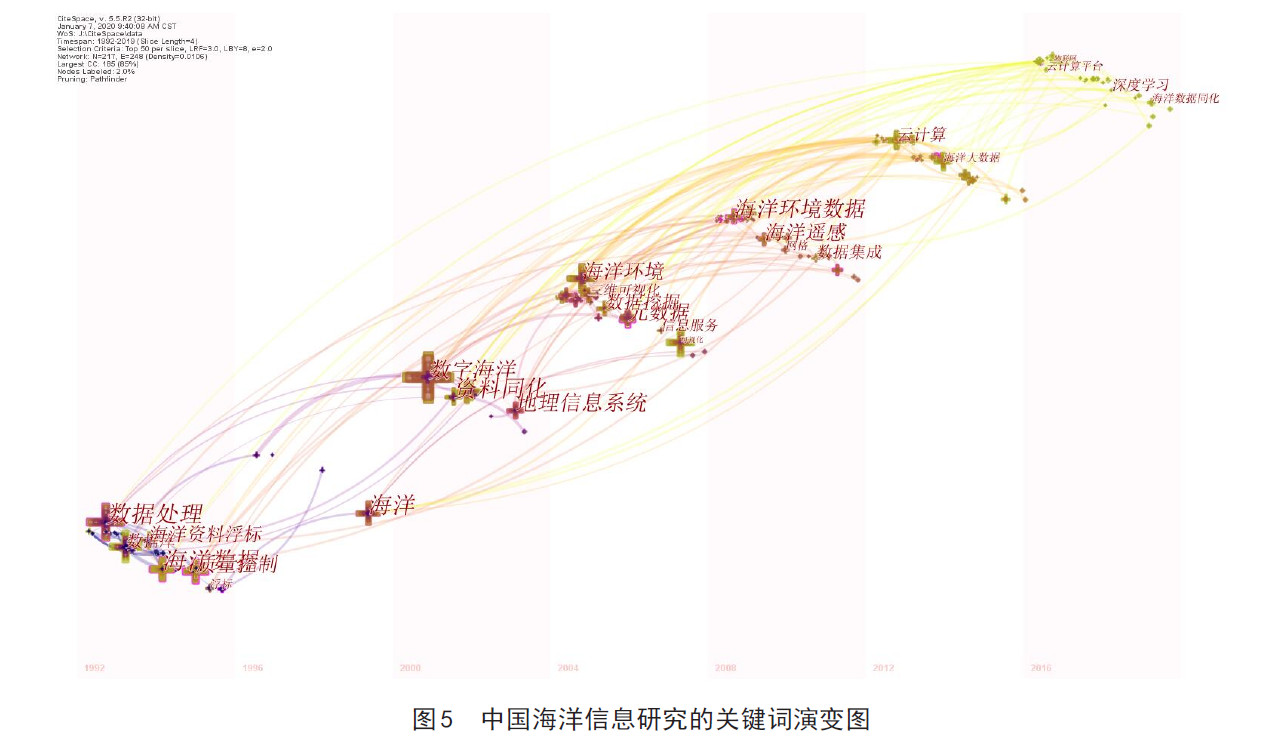 CiteSpace, v. 5.5.R2 (32-bit)
January 7, 2020 9:40:08 AM CST
WoS: J:\CiteSpace\data
Timespan: 1992-2019 (Slice Length=4)
Selection Criteria: Top 50 per slice, LRF=3.0, LBY=8, e=2.0
Network: N=217, E=248 (Density=0.0106)
Largest CC: 185 (85%)
Nodes Labeled: 2.0%
Pruning: Pathfinder
云计算平台
深度学习
海洋数据同化
云计算
海洋大数据
海洋环境数据
海洋遥感
网格
数据集成
海洋环境
三维可视化
数据挖掘
元数据
信息服务
数字海洋
资料同化
地理信息系统
海洋
数据处理
海洋资料浮标
数据库
海洋数据
质量控制
浮标
1992 1996 2000 2004 2008 2012 2016
图5 中国海洋信息研究的关键词演变图